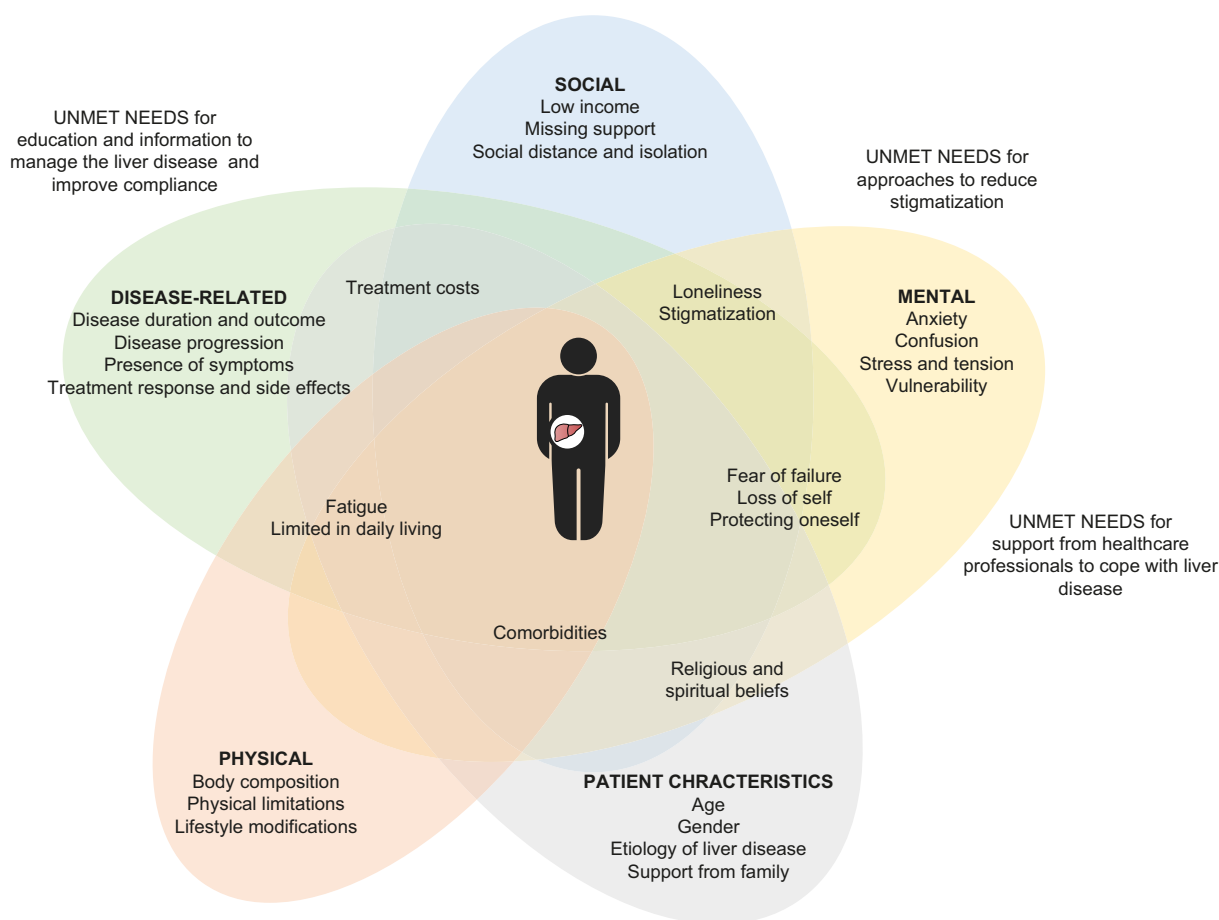 SOCIAL
Low income
Missing support
Social distance and isolation
UNMET NEEDS for
education and information to
manage the liver disease and
improve compliance
UNMET NEEDS for
approaches to reduce
stigmatization
DISEASE-RELATED
Disease duration and outcome
Disease progression
Presence of symptoms
Treatment response and side effects
Treatment costs
Loneliness
Stigmatization
MENTAL
Anxiety
Confusion
Stress and tension
Vulnerability
Fatigue
Limited in daily living
Fear of failure
Loss of self
Protecting oneself
UNMET NEEDS for
support from healthcare
professionals to cope with liver
disease
Comorbidities
Religious and
spiritual beliefs
PHYSICAL
Body composition
Physical limitations
Lifestyle modifications
PATIENT CHRACTERISTICS
Age
Gender
Etiology of liver disease
Support from family